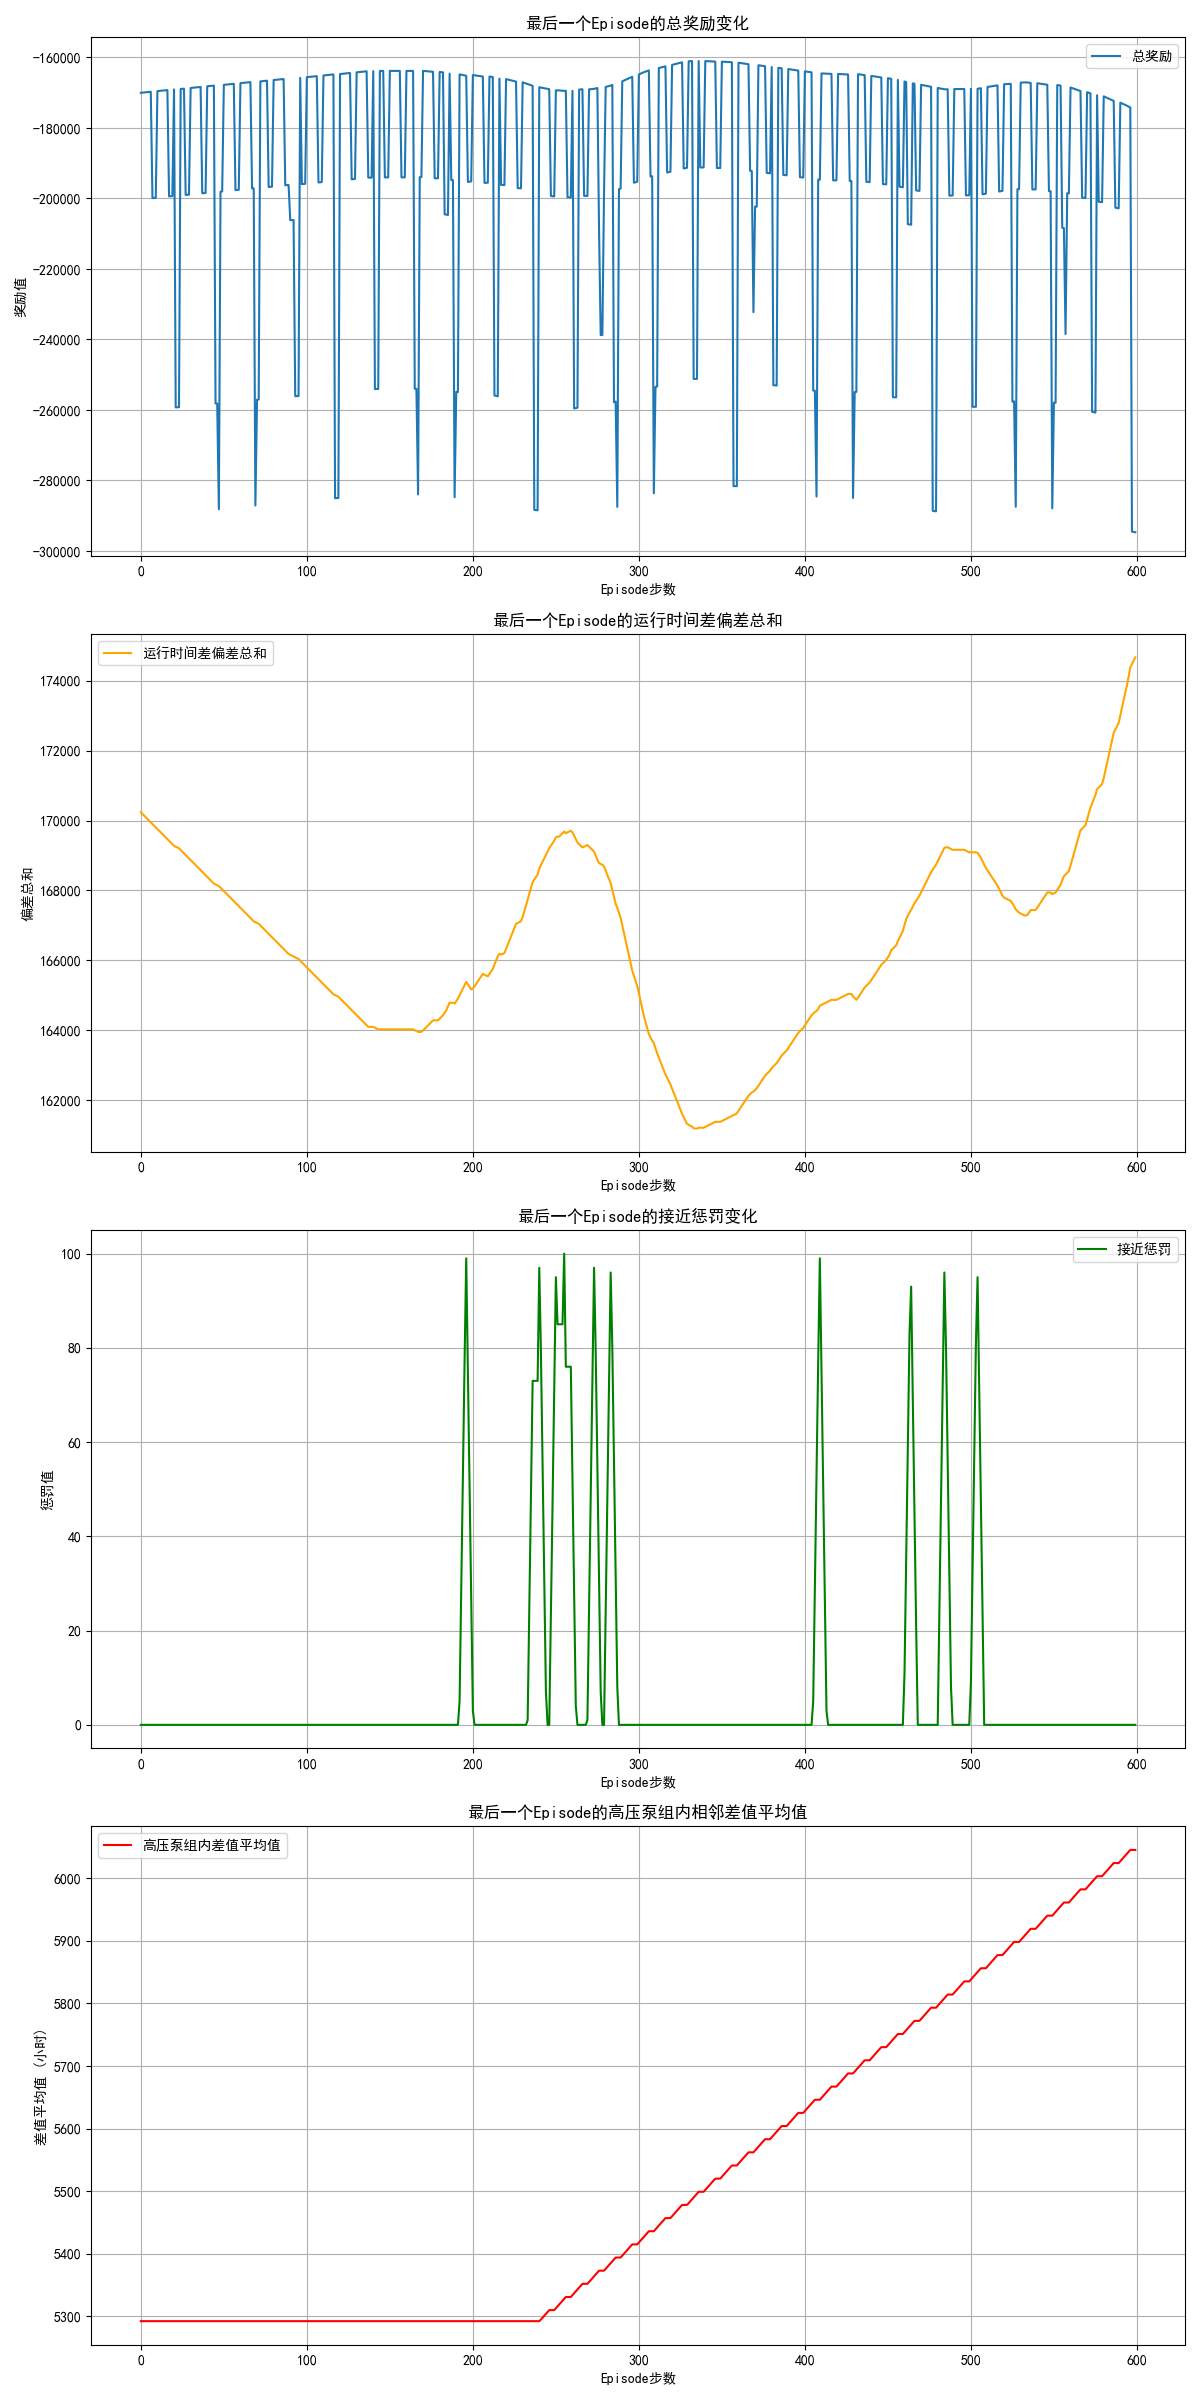 最后一个Episode的总奖励变化
总奖励
奖励值
−160000
−180000
−200000
−220000
−240000
−260000
−280000
−300000
0 100 200 300 400 500 600
Episode步数
最后一个Episode的运行时间差偏差总和
运行时间差偏差总和
偏差总和
174000
172000
170000
168000
166000
164000
162000
0 100 200 300 400 500 600
Episode步数
最后一个Episode的接近惩罚变化
接近惩罚
惩罚值
100
80
60
40
20
0
0 100 200 300 400 500 600
Episode步数
最后一个Episode的高压泵组内相邻差值平均值
高压泵组内差值平均值
差值平均值 (小时)
6000
5900
5800
5700
5600
5500
5400
5300
0 100 200 300 400 500 600
Episode步数